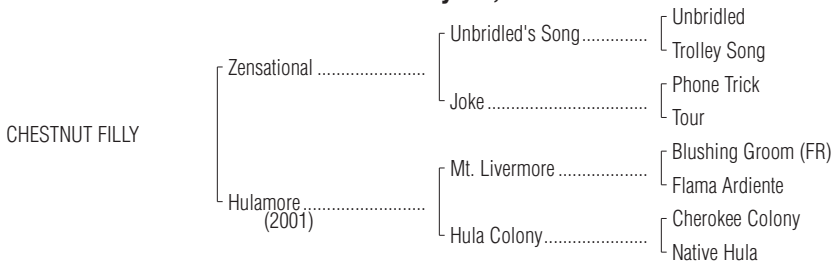 Unbridled
Unbridled's Song..............
Trolley Song
Zensational .......................
Phone Trick
Joke..................................
Tour
CHESTNUT FILLY
Blushing Groom (FR)
Mt. Livermore ...................
Flama Ardiente
Hulamore..........................
(2001)
Cherokee Colony
Hula Colony......................
Native Hula